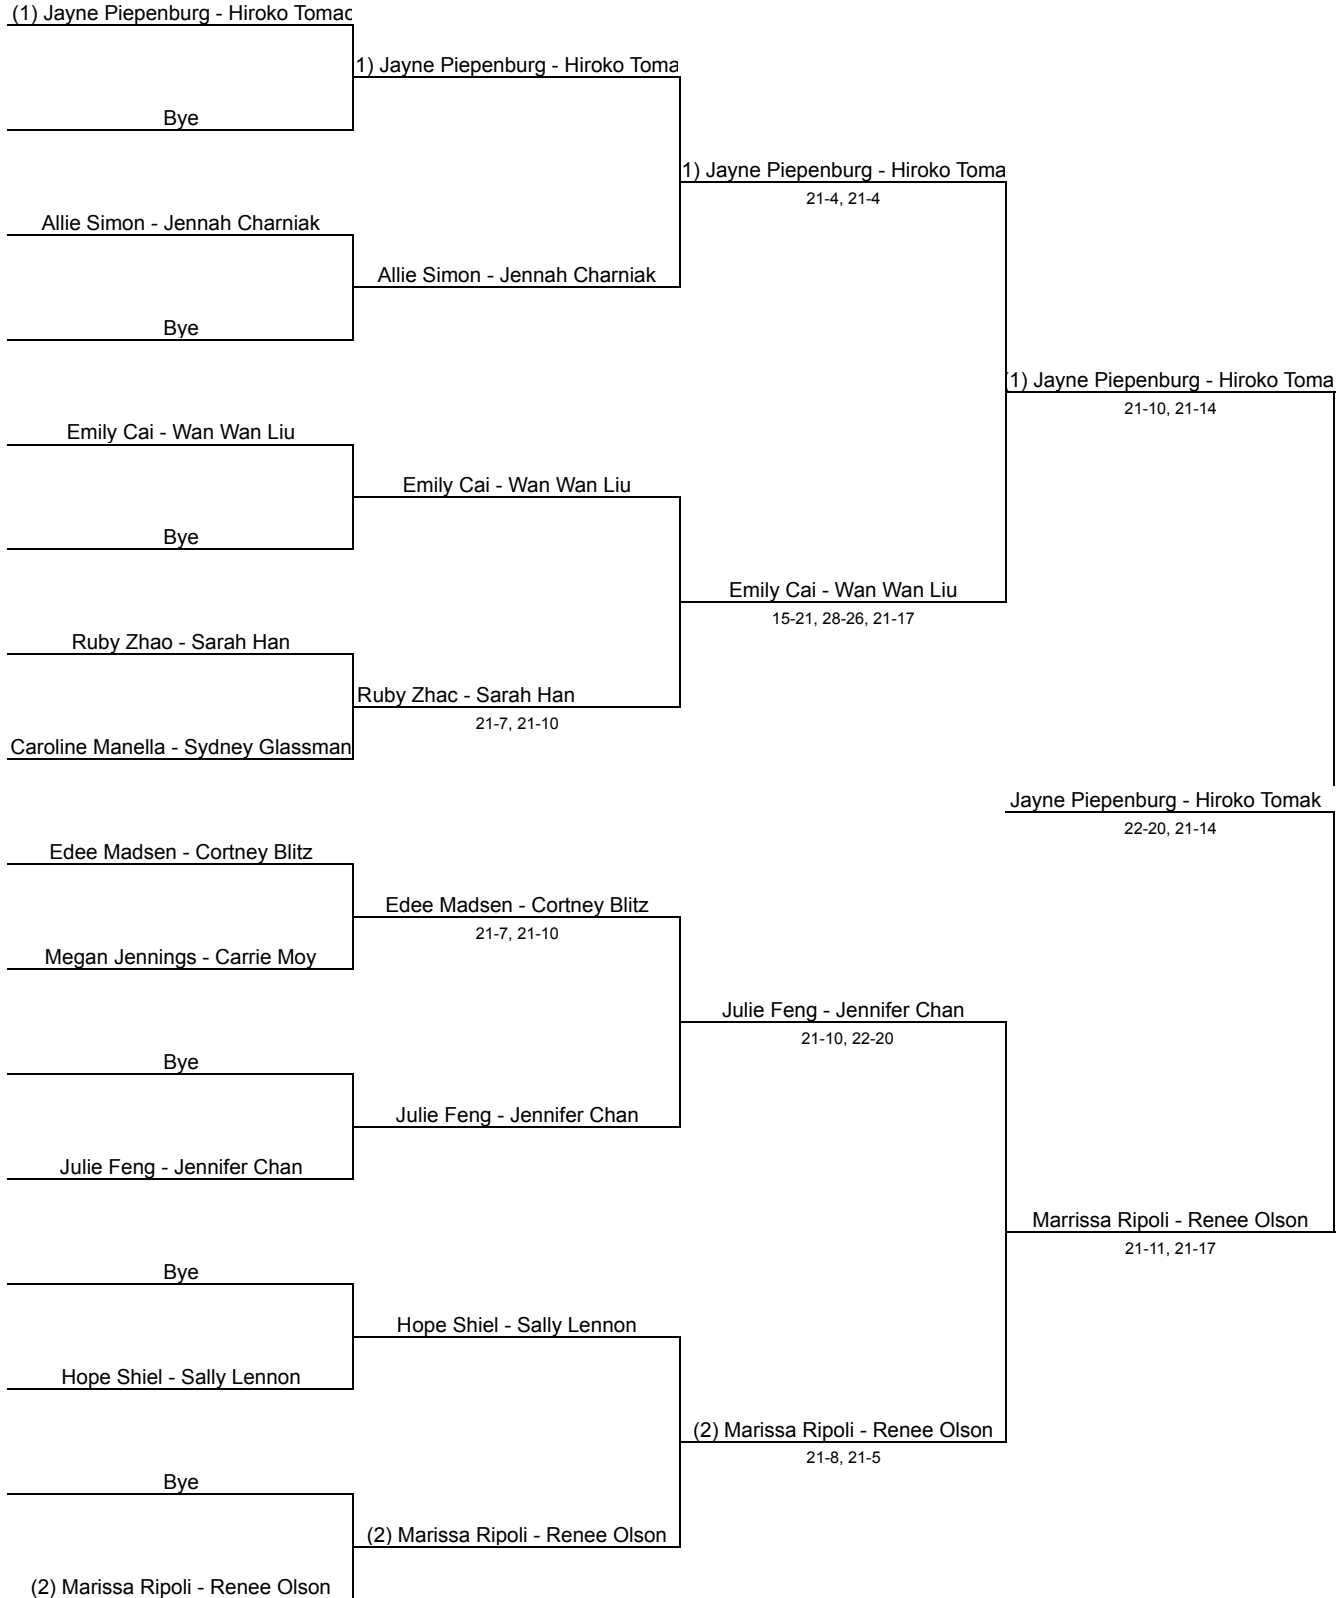 (1) Jayne Piepenburg - Hiroko Tomac
Bye
Allie Simon - Jennah Charniak
Bye
Emily Cai - Wan Wan Liu
Bye
Ruby Zhao - Sarah Han
Caroline Manella - Sydney Glassman
Edee Madsen - Cortney Blitz
Megan Jennings - Carrie Moy
Bye
Julie Feng - Jennifer Chan
Bye
Hope Shiel - Sally Lennon
Bye
(2) Marissa Ripoli - Renee Olson
1) Jayne Piepenburg - Hiroko Toma
Allie Simon - Jennah Charniak
Emily Cai - Wan Wan Liu
Ruby Zhac - Sarah Han
21-7, 21-10
Edee Madsen - Cortney Blitz
21-7, 21-10
Julie Feng - Jennifer Chan
Hope Shiel - Sally Lennon
(2) Marissa Ripoli - Renee Olson
1) Jayne Piepenburg - Hiroko Toma
21-4, 21-4
Emily Cai - Wan Wan Liu
15-21, 28-26, 21-17
Julie Feng - Jennifer Chan
21-10, 22-20
(2) Marissa Ripoli - Renee Olson
21-8, 21-5
(1) Jayne Piepenburg - Hiroko Toma
21-10, 21-14
Jayne Piepenburg - Hiroko Tomak
22-20, 21-14
Marrissa Ripoli - Renee Olson
21-11, 21-17